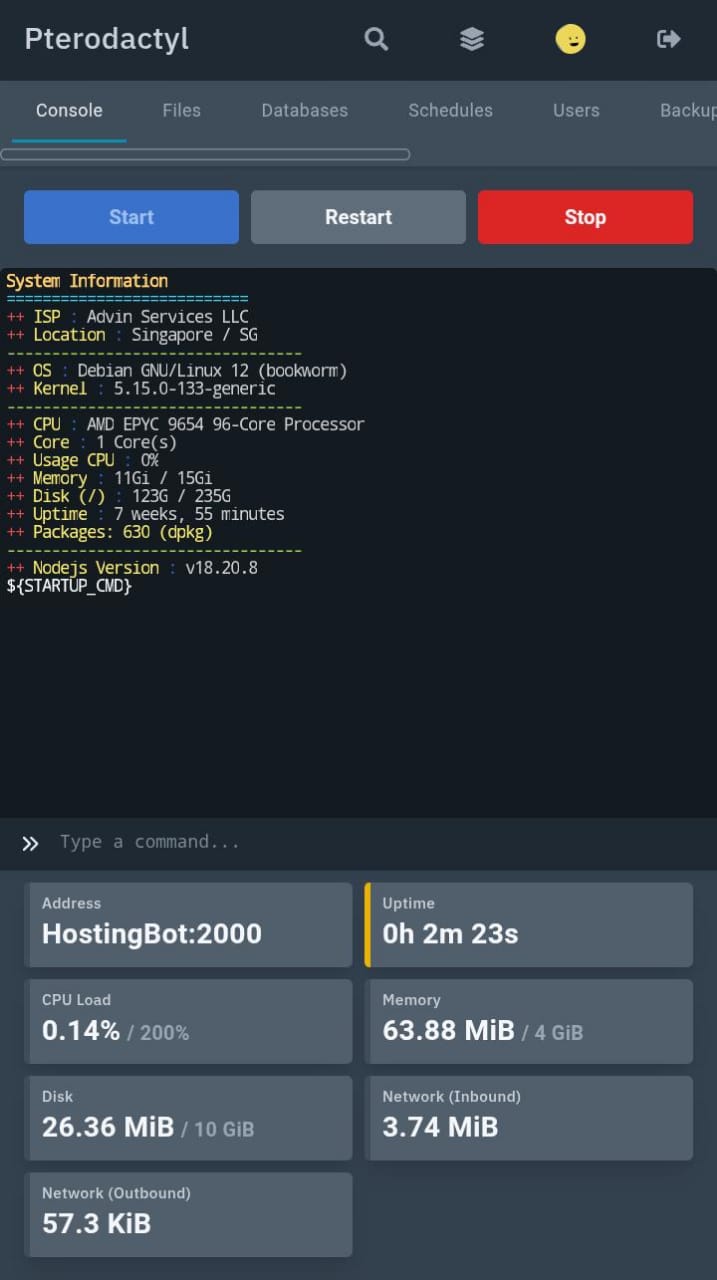 Pterodactyl
Console Files Databases Schedules Users Backup
Start Restart Stop
System Information
===========================
++ ISP : Advin Services LLC
++ Location : Singapore / SG
---------------------------------
++ OS : Debian GNU/Linux 12 (bookworm)
++ Kernel : 5.15.0-133-generic
---------------------------------
++ CPU : AMD EPYC 9654 96-Core Processor
++ Core : 1 Core(s)
++ Usage CPU : 0%
++ Memory : 11Gi / 15Gi
++ Disk (/) : 123G / 235G
++ Uptime : 7 weeks, 55 minutes
++ Packages: 630 (dpkg)
---------------------------------
++ Nodejs Version : v18.20.8
${STARTUP_CMD}
Type a command...
Address
HostingBot:2000
Uptime
0h 2m 23s
CPU Load
0.14% / 200%
Memory
63.88 MiB / 4 GiB
Disk
26.36 MiB / 10 GiB
Network (Inbound)
3.74 MiB
Network (Outbound)
57.3 KiB